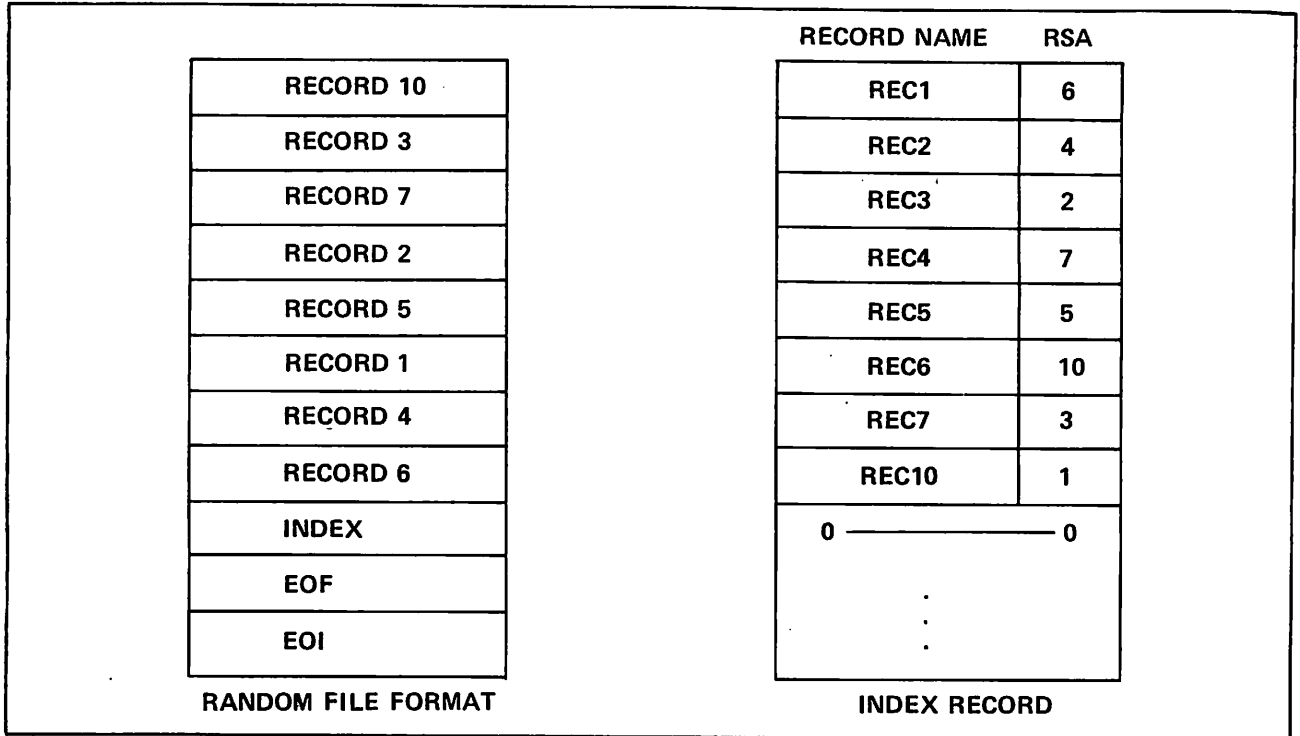 RECORD 10
RECORD 3
RECORD 7
RECORD 2
RECORD 5
RECORD 1
RECORD 4
RECORD 6
INDEX
EOF
EOI
RANDOM FILE FORMAT
RECORD NAME RSA
REC1 6
REC2 4
REC3 2
REC4 7
REC5 5
REC6 10
REC7 3
REC10 1
0 0
.
.
.
INDEX RECORD